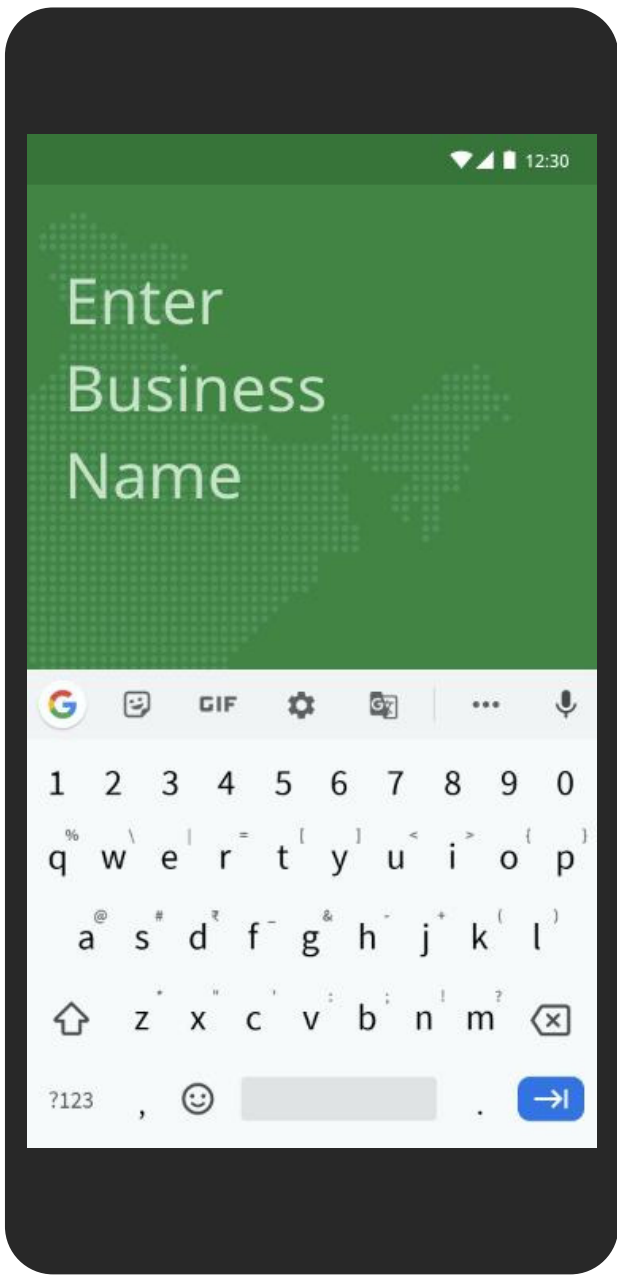 12:30
Enter
Business
Name
G GIF
1 2 3 4 5 6 7 8 9 0
% \ | = [ ] < > { }
q w e r t y u i o p
@ # ₹ _ & - + ( )
a s d f g h j k l
* " ' : ; ! ?
z x c v b n m
?123 , .